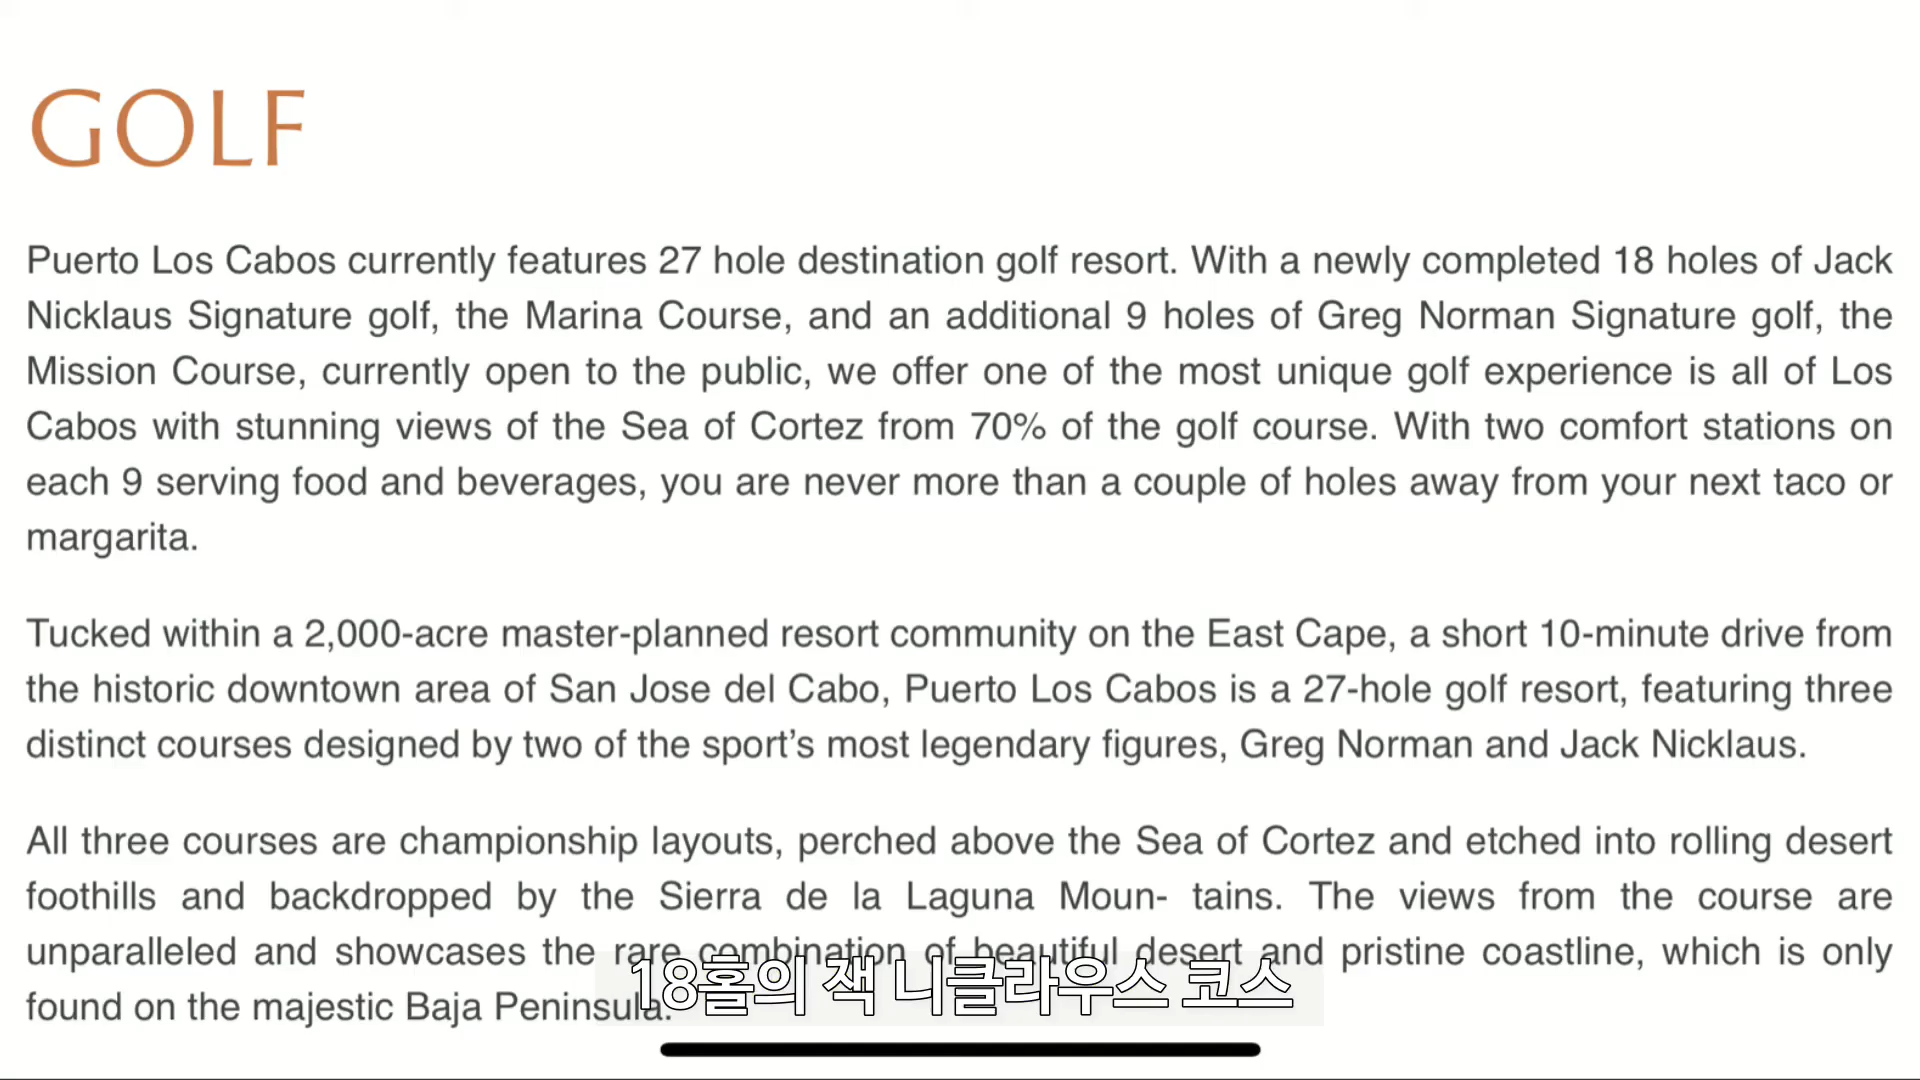 GOLF
Puerto Los Cabos currently features 27 hole destination golf resort. With a newly completed 18 holes of Jack
Nicklaus Signature golf, the Marina Course, and an additional 9 holes of Greg Norman Signature golf, the
Mission Course, currently open to the public, we offer one of the most unique golf experience is all of Los
Cabos with stunning views of the Sea of Cortez from 70% of the golf course. With two comfort stations on
each 9 serving food and beverages, you are never more than a couple of holes away from your next taco or
margarita.
Tucked within a 2,000-acre master-planned resort community on the East Cape, a short 10-minute drive from
the historic downtown area of San Jose del Cabo, Puerto Los Cabos is a 27-hole golf resort, featuring three
distinct courses designed by two of the sport’s most legendary figures, Greg Norman and Jack Nicklaus.
All three courses are championship layouts, perched above the Sea of Cortez and etched into rolling desert
foothills and backdropped by the Sierra de la Laguna Moun- tains. The views from the course are
unparalleled and showcases the rare combination of beautiful desert and pristine coastline, which is only
found on the majestic Baja Peninsula.
18홀의 잭 니클라우스 코스